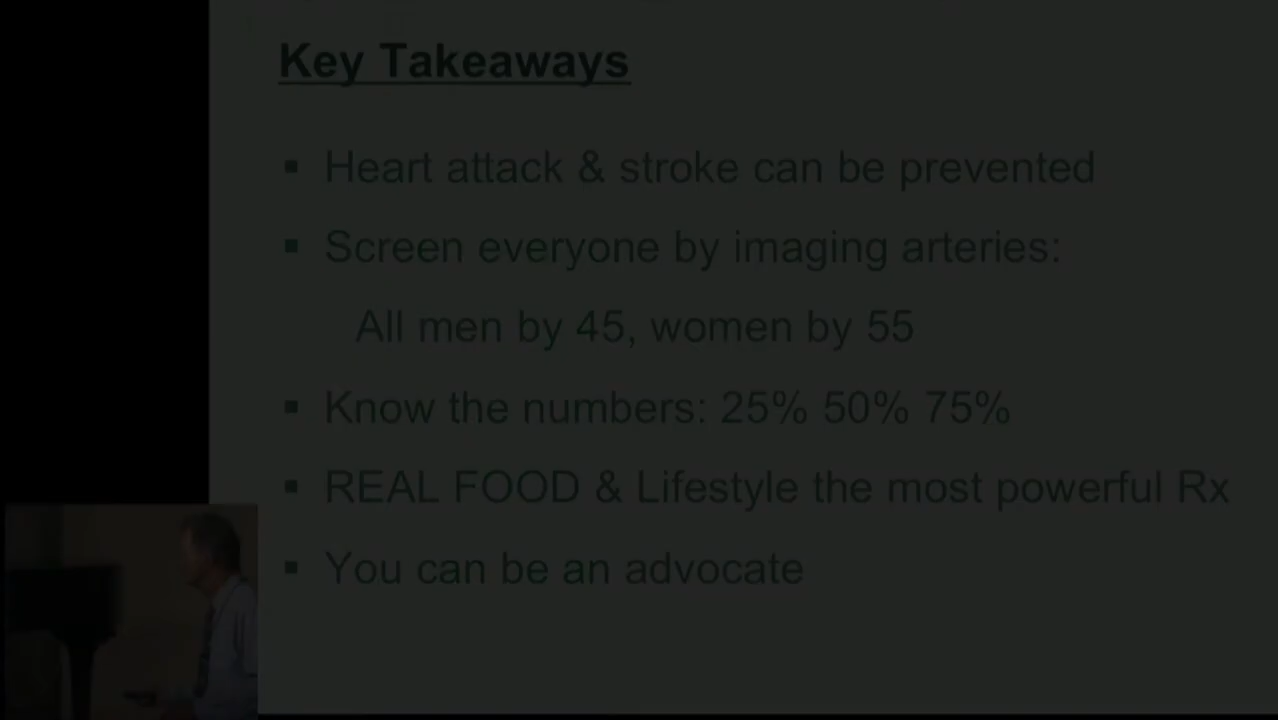 Key Takeaways
▪ Heart attack & stroke can be prevented
▪ Screen everyone by imaging arteries:
All men by 45, women by 55
▪ Know the numbers: 25% 50% 75%
▪ REAL FOOD & Lifestyle the most powerful Rx
▪ You can be an advocate